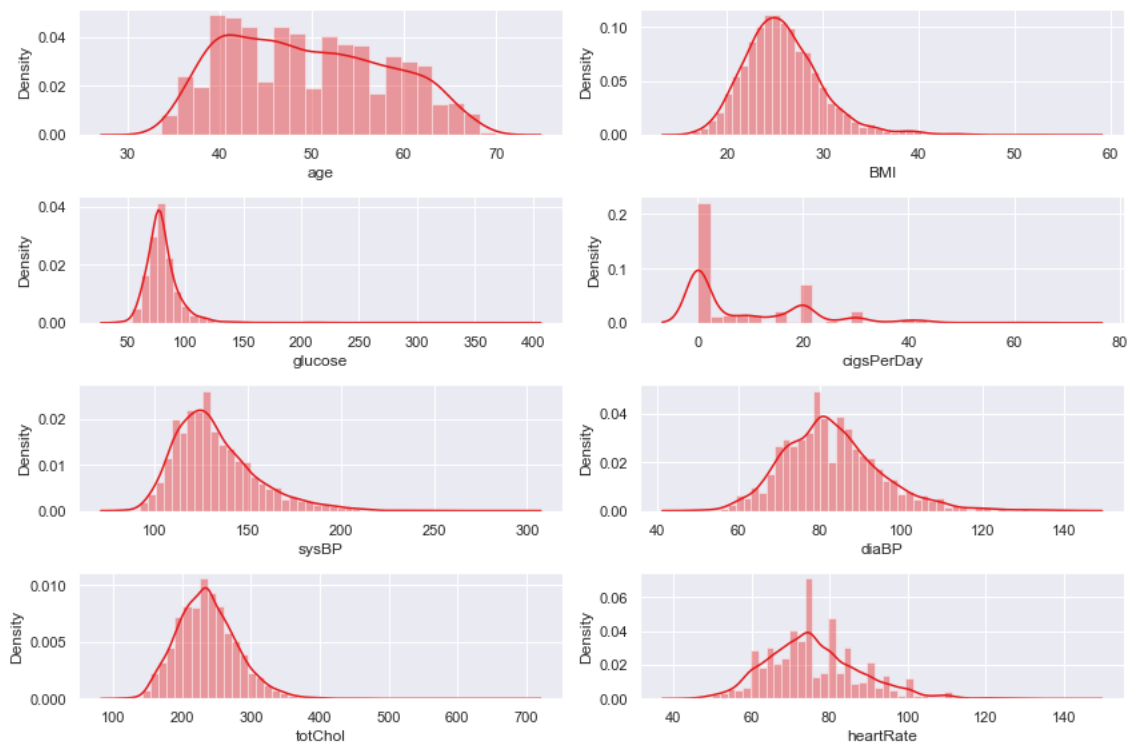 Density
0.04
0.02
0.00
30 40 50 60 70
age
Density
0.10
0.05
0.00
20 30 40 50 60
BMI
Density
0.04
0.02
0.00
50 100 150 200 250 300 350 400
glucose
Density
0.2
0.1
0.0
0 20 40 60 80
cigsPerDay
Density
0.02
0.01
0.00
100 150 200 250 300
sysBP
Density
0.04
0.02
0.00
40 60 80 100 120 140
diaBP
Density
0.010
0.005
0.000
100 200 300 400 500 600 700
totChol
Density
0.06
0.04
0.02
0.00
40 60 80 100 120 140
heartRate